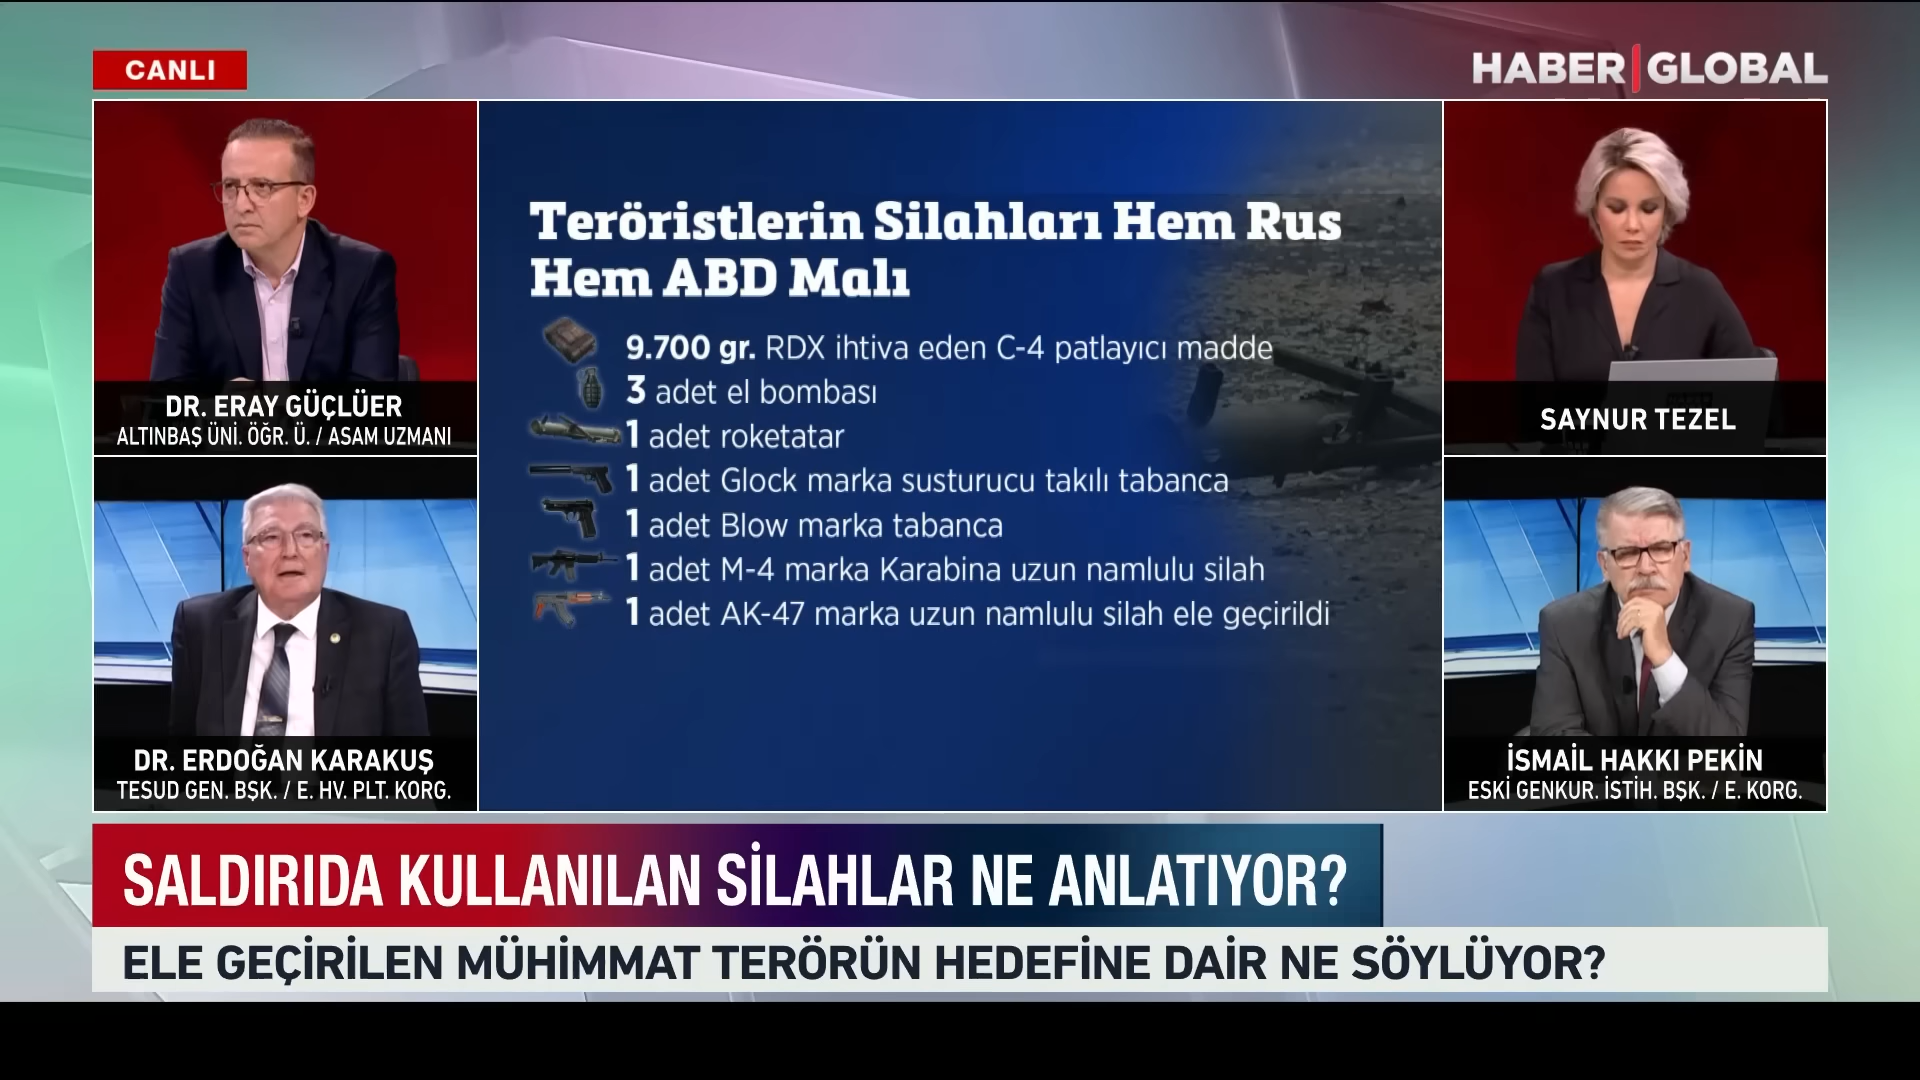 CANLI
HABER GLOBAL
Teröristlerin Silahları Hem Rus
Hem ABD Malı
9.700 gr. RDX ihtiva eden C-4 patlayıcı madde
3 adet el bombası
1 adet roketatar
1 adet Glock marka susturucu takılı tabanca
1 adet Blow marka tabanca
1 adet M-4 marka Karabina uzun namlulu silah
1 adet AK-47 marka uzun namlulu silah ele geçirildi
DR. ERAY GÜÇLÜER
ALTINBAŞ ÜNİ. ÖĞR. Ü. / ASAM UZMANI
SAYNUR TEZEL
DR. ERDOĞAN KARAKUŞ
TESUD GEN. BŞK. / E. HV. PLT. KORG.
İSMAİL HAKKI PEKİN
ESKİ GENKUR. İSTİH. BŞK. / E. KORG.
SALDIRIDA KULLANILAN SİLAHLAR NE ANLATIYOR?
ELE GEÇİRİLEN MÜHİMMAT TERÖRÜN HEDEFİNE DAİR NE SÖYLÜYOR?